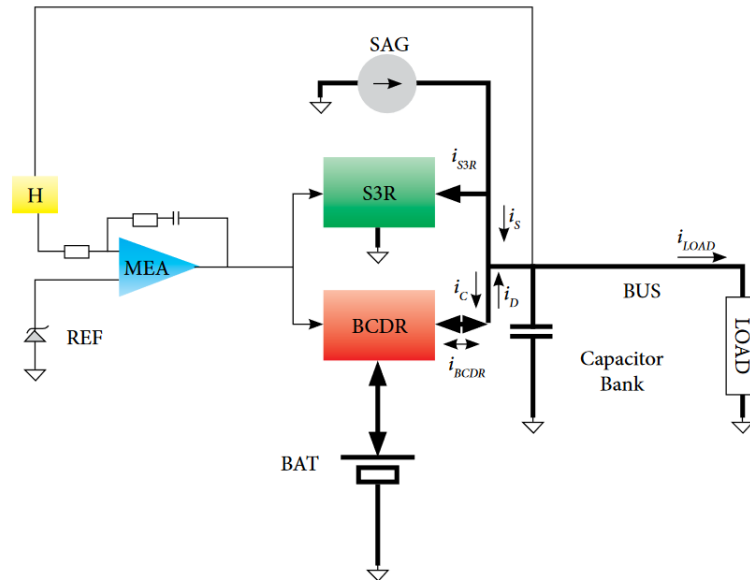 SAG
i_S3R
H
S3R
i_S
i_LOAD
MEA
i_C
i_D
BUS
REF
BCDR
i_BCDR
Capacitor
Bank
LOAD
BAT